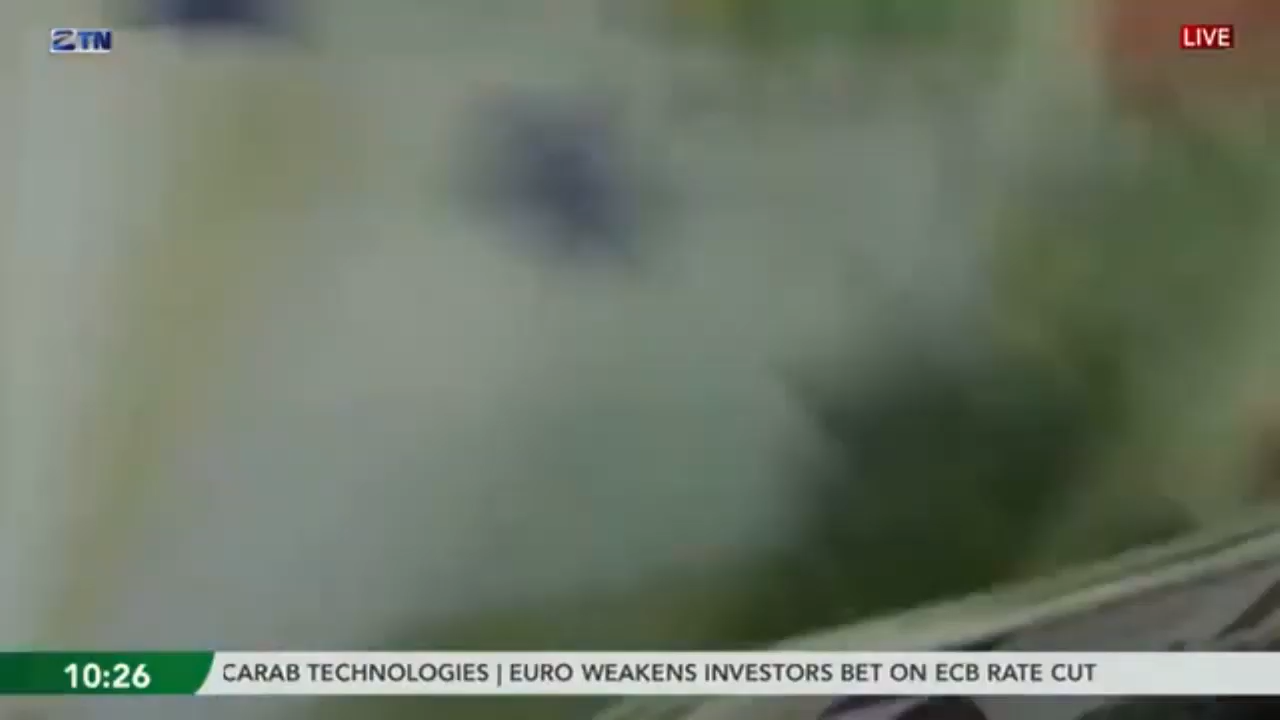 ZTN
LIVE
10:26
CARAB TECHNOLOGIES | EURO WEAKENS INVESTORS BET ON ECB RATE CUT